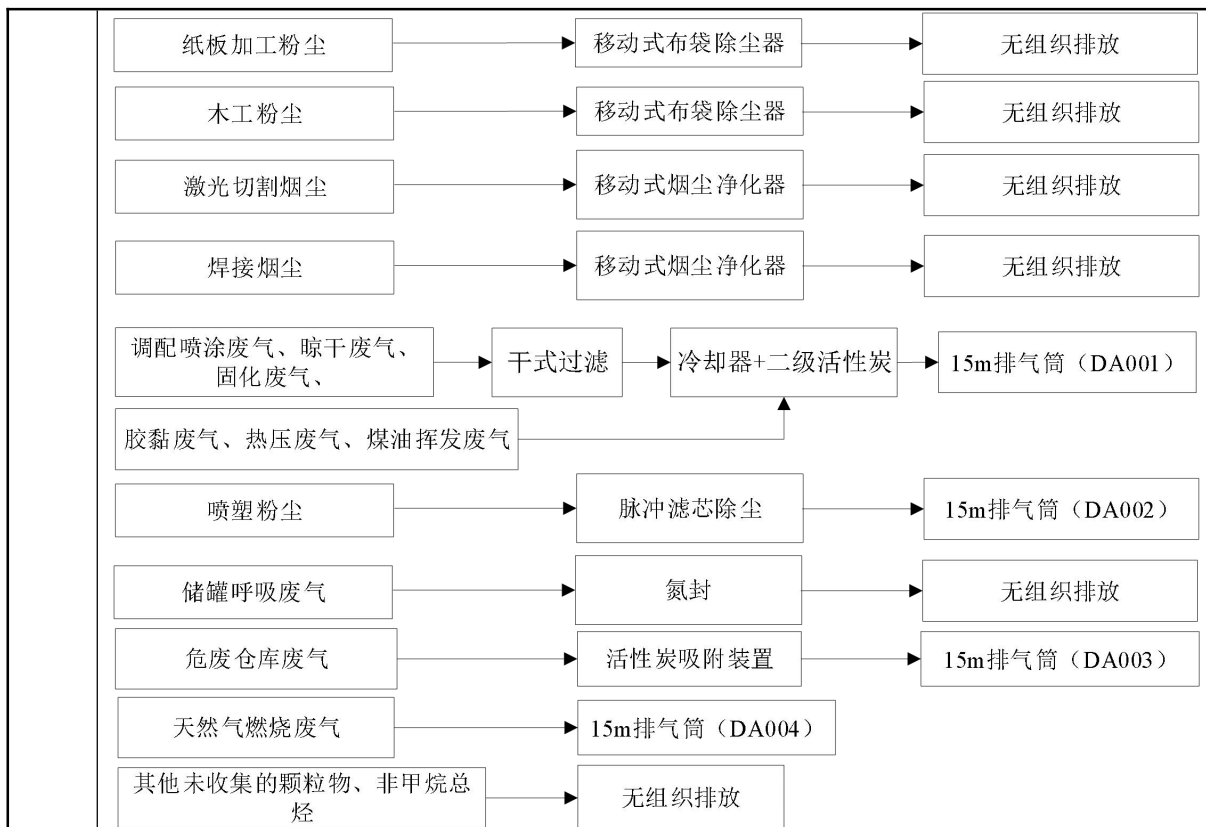 纸板加工粉尘
移动式布袋除尘器
无组织排放
木工粉尘
移动式布袋除尘器
无组织排放
激光切割烟尘
移动式烟尘净化器
无组织排放
焊接烟尘
移动式烟尘净化器
无组织排放
调配喷涂废气、晾干废气、
固化废气、
干式过滤
冷却器+二级活性炭
15m排气筒（DA001）
胶黏废气、热压废气、煤油挥发废气
喷塑粉尘
脉冲滤芯除尘
15m排气筒（DA002）
储罐呼吸废气
氮封
无组织排放
危废仓库废气
活性炭吸附装置
15m排气筒（DA003）
天然气燃烧废气
15m排气筒（DA004）
其他未收集的颗粒物、非甲烷总
烃
无组织排放